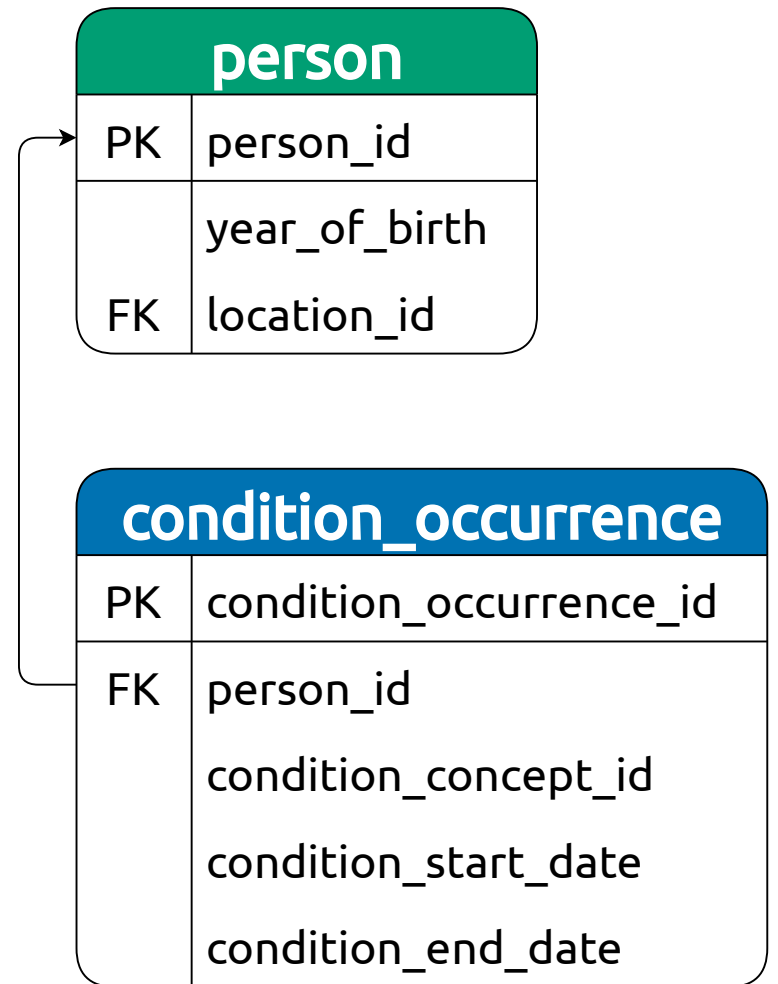 person
PK person_id
year_of_birth
FK location_id
condition_occurrence
PK condition_occurrence_id
FK person_id
condition_concept_id
condition_start_date
condition_end_date